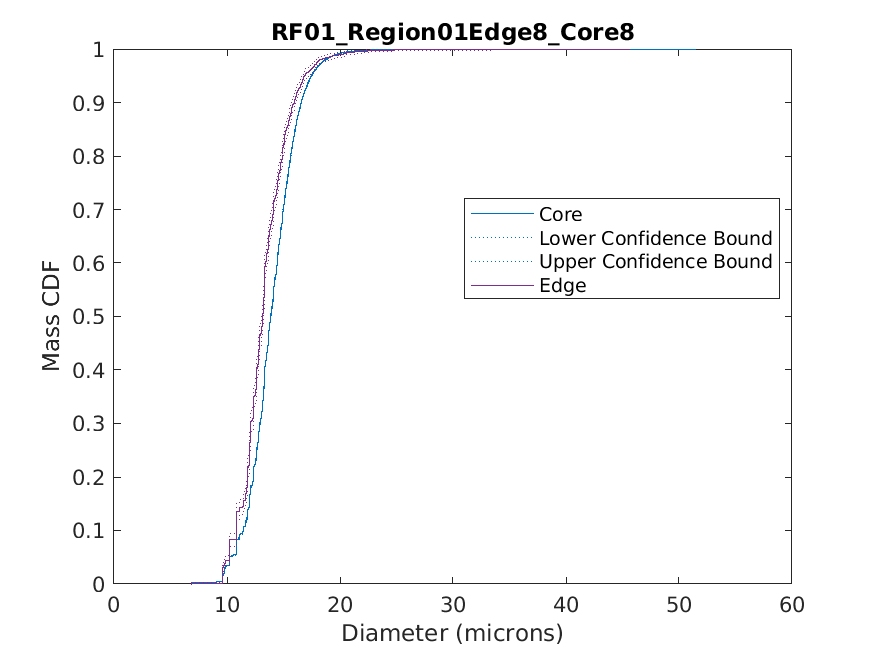 RF01_Region01Edge8_Core8
1
0.9
0.8
0.7
0.6
0.5
0.4
0.3
0.2
0.1
0
Mass CDF
Core
Lower Confidence Bound
Upper Confidence Bound
Edge
0 10 20 30 40 50 60
Diameter (microns)